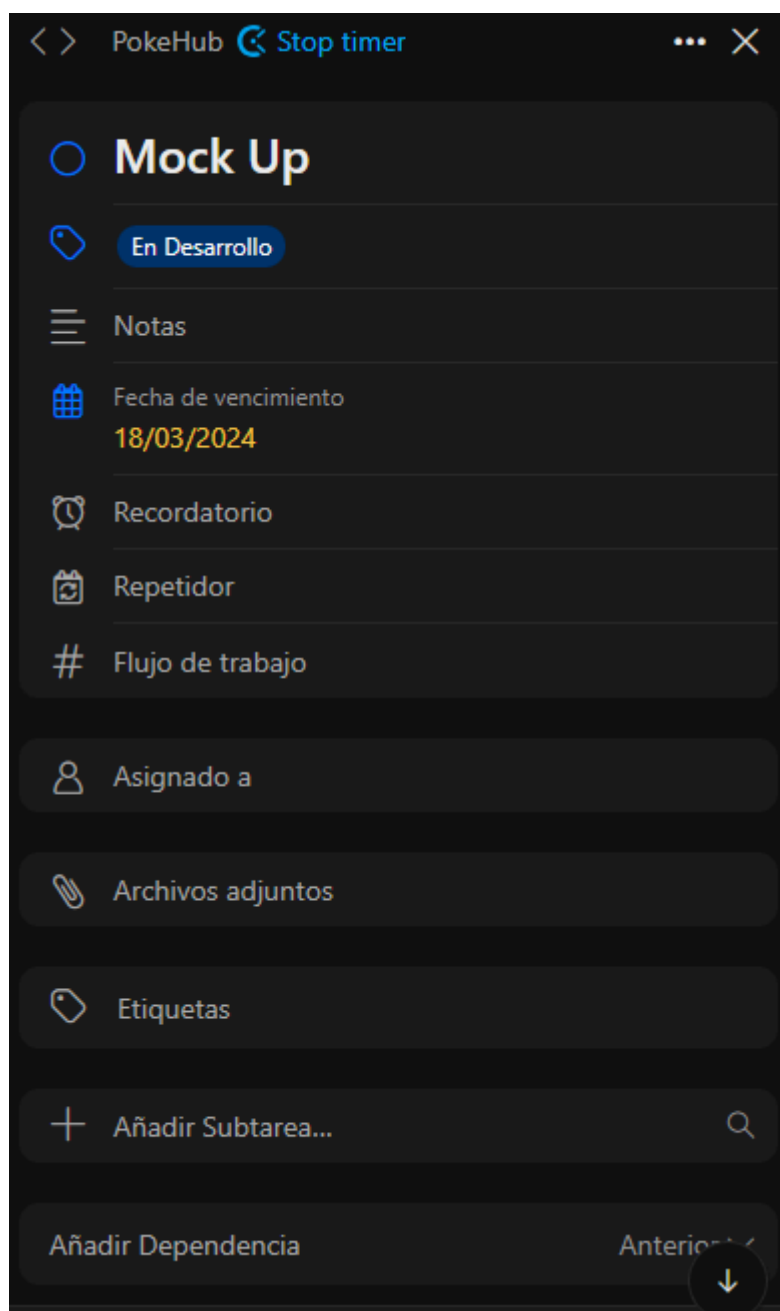 PokeHub Stop timer
Mock Up
En Desarrollo
Notas
Fecha de vencimiento
18/03/2024
Recordatorio
Repetidor
Flujo de trabajo
Asignado a
Archivos adjuntos
Etiquetas
Añadir Subtarea...
Añadir Dependencia Anterior